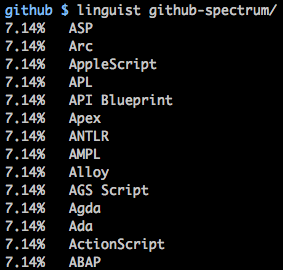 github $ linguist github-spectrum/
7.14% ASP
7.14% Arc
7.14% AppleScript
7.14% APL
7.14% API Blueprint
7.14% Apex
7.14% ANTLR
7.14% AMPL
7.14% Alloy
7.14% AGS Script
7.14% Agda
7.14% Ada
7.14% ActionScript
7.14% ABAP